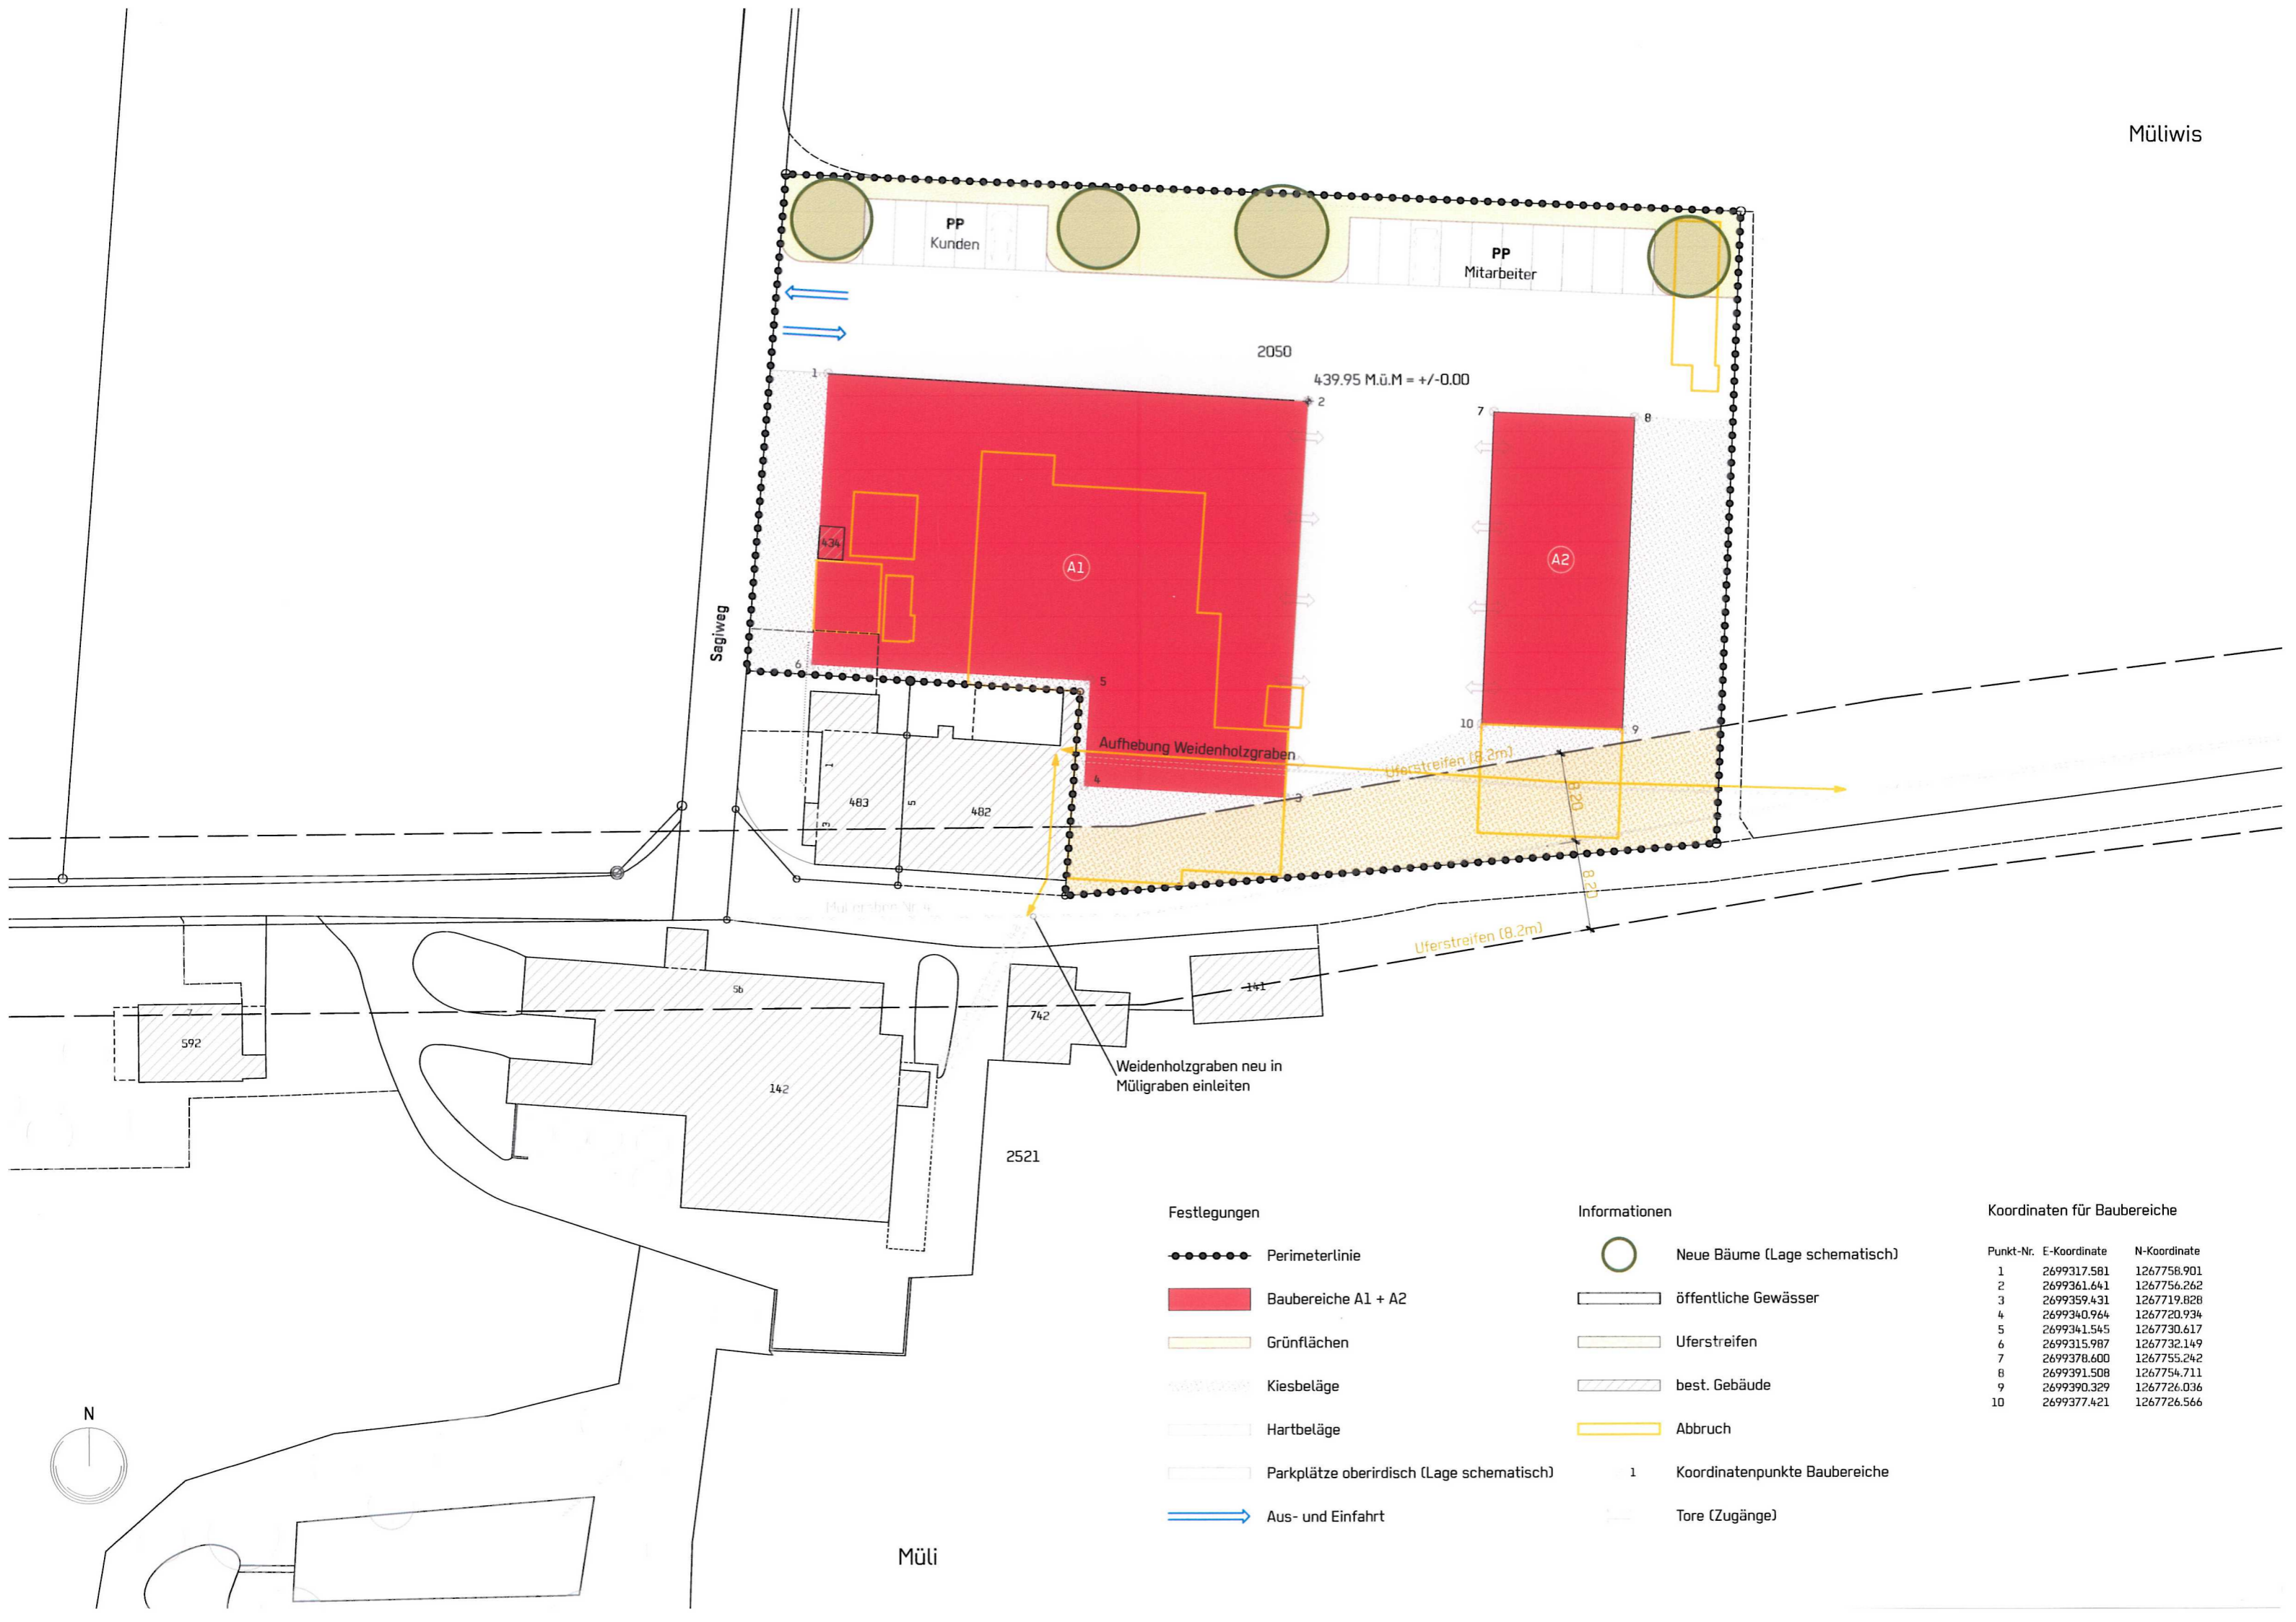 Müliwis
PP
Kunden
PP
Mitarbeiter
2050
439.95 M.ü.M = +/-0.00
1
2
7
8
434
A1
A2
Sagiweg
6
5
10
9
Aufhebung Weidenholzgraben
Uferstreifen (8.2m)
4
3
8.20
1
483
5
482
3
8.20
Uferstreifen (8.2m)
5b
141
7
592
742
142
Weidenholzgraben neu in
Müligraben einleiten
2521
Festlegungen
Perimeterlinie
Baubereiche A1 + A2
Grünflächen
Kiesbeläge
Hartbeläge
Parkplätze oberirdisch (Lage schematisch)
Aus- und Einfahrt
Informationen
Neue Bäume (Lage schematisch)
öffentliche Gewässer
Uferstreifen
best. Gebäude
Abbruch
1 Koordinatenpunkte Baubereiche
Tore (Zugänge)
Koordinaten für Baubereiche
Punkt-Nr. E-Koordinate N-Koordinate
1 2699317.581 1267758.901
2 2699361.641 1267756.262
3 2699359.431 1267719.828
4 2699340.964 1267720.934
5 2699341.545 1267730.617
6 2699315.987 1267732.149
7 2699378.600 1267755.242
8 2699391.508 1267754.711
9 2699390.329 1267726.036
10 2699377.421 1267726.566
N
Müli